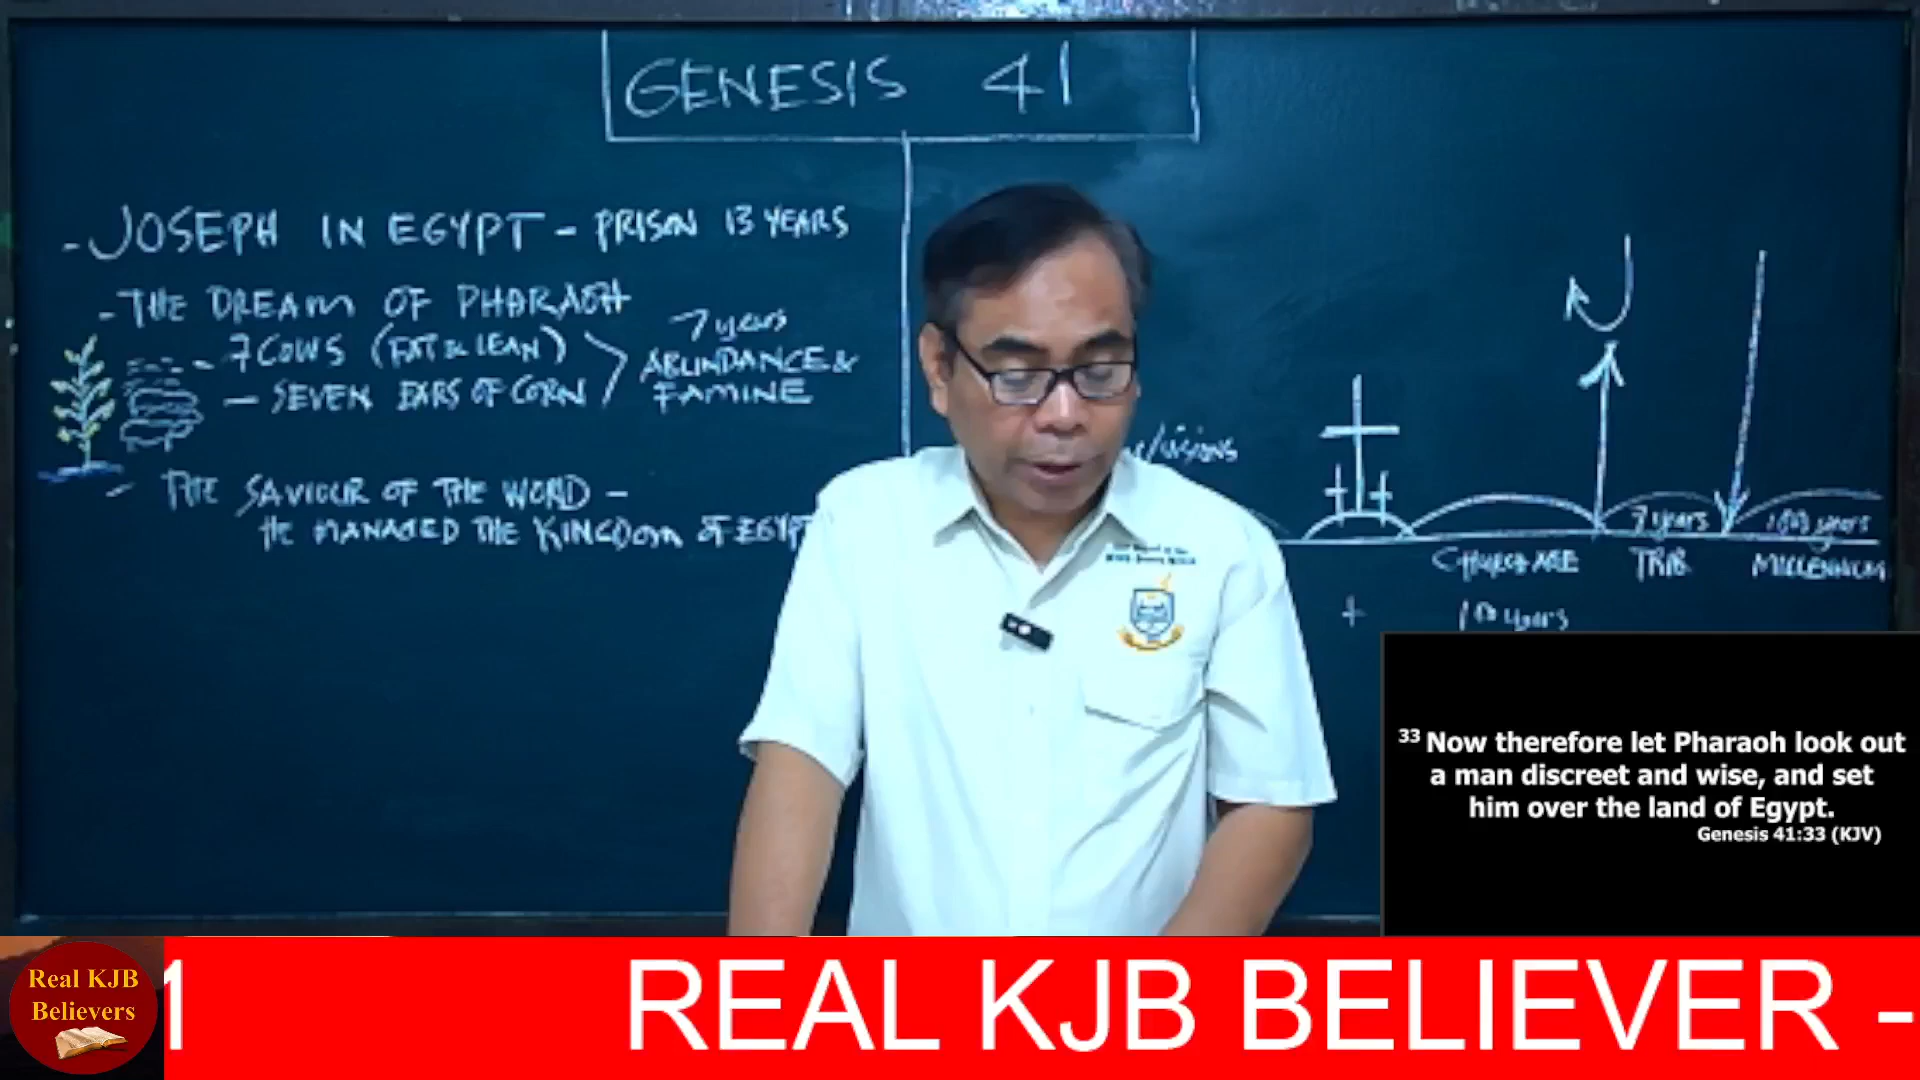 GENESIS 41
- JOSEPH IN EGYPT - PRISON 13 YEARS
- THE DREAM OF PHARAOH
- 7 COWS (FAT & LEAN)
- SEVEN EARS OF CORN
7 years
ABUNDANCE &
FAMINE
- THE SAVIOUR OF THE WORLD -
HE MANAGED THE KINGDOM OF EGYPT
/visions
7 years
CHURCH AGE
TRIB
MILLENNIUM
years
33 Now therefore let Pharaoh look out
a man discreet and wise, and set
him over the land of Egypt.
Genesis 41:33 (KJV)
Real KJB
Believers
1 REAL KJB BELIEVER -